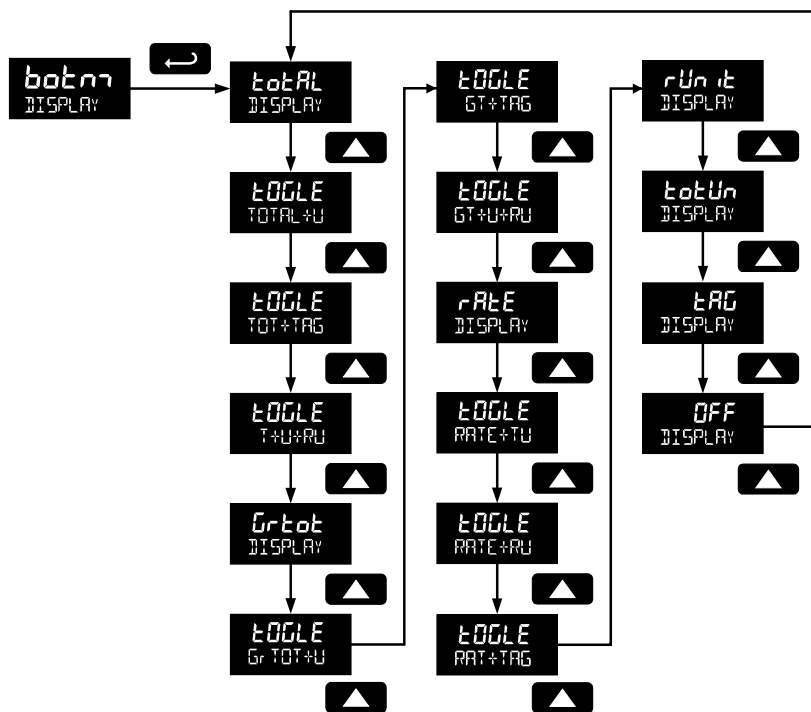 botm
DISPLAY
totAL
DISPLAY
tOGLE
TOTAL+U
tOGLE
TOT+TAG
tOGLE
T+U+RU
Grtot
DISPLAY
tOGLE
Gr TOT+U
tOGLE
GT+TAG
tOGLE
GT+U+RU
rAtE
DISPLAY
tOGLE
RATE+TU
tOGLE
RATE+RU
tOGLE
RAT+TAG
rUnit
DISPLAY
totUn
DISPLAY
tAG
DISPLAY
OFF
DISPLAY